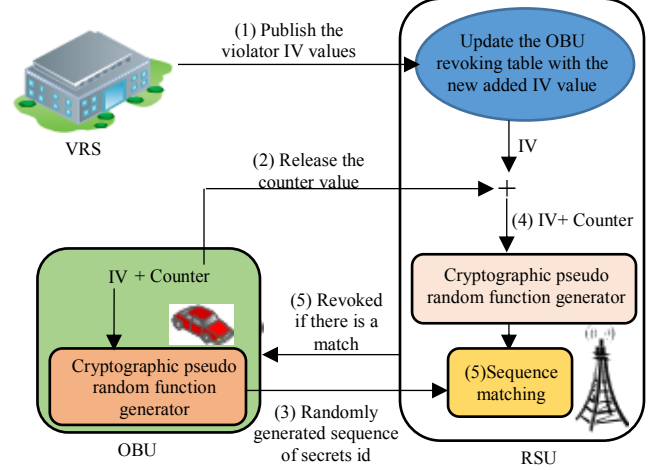 (1) Publish the
violator IV values
VRS
Update the OBU
revoking table with the
new added IV value
IV
(2) Release the
counter value
+
(4) IV+ Counter
IV + Counter
Cryptographic pseudo
random function generator
(5) Revoked
if there is a
match
Cryptographic pseudo
random function
generator
(5)Sequence
matching
(3) Randomly
generated sequence
of secrets id
OBU
RSU